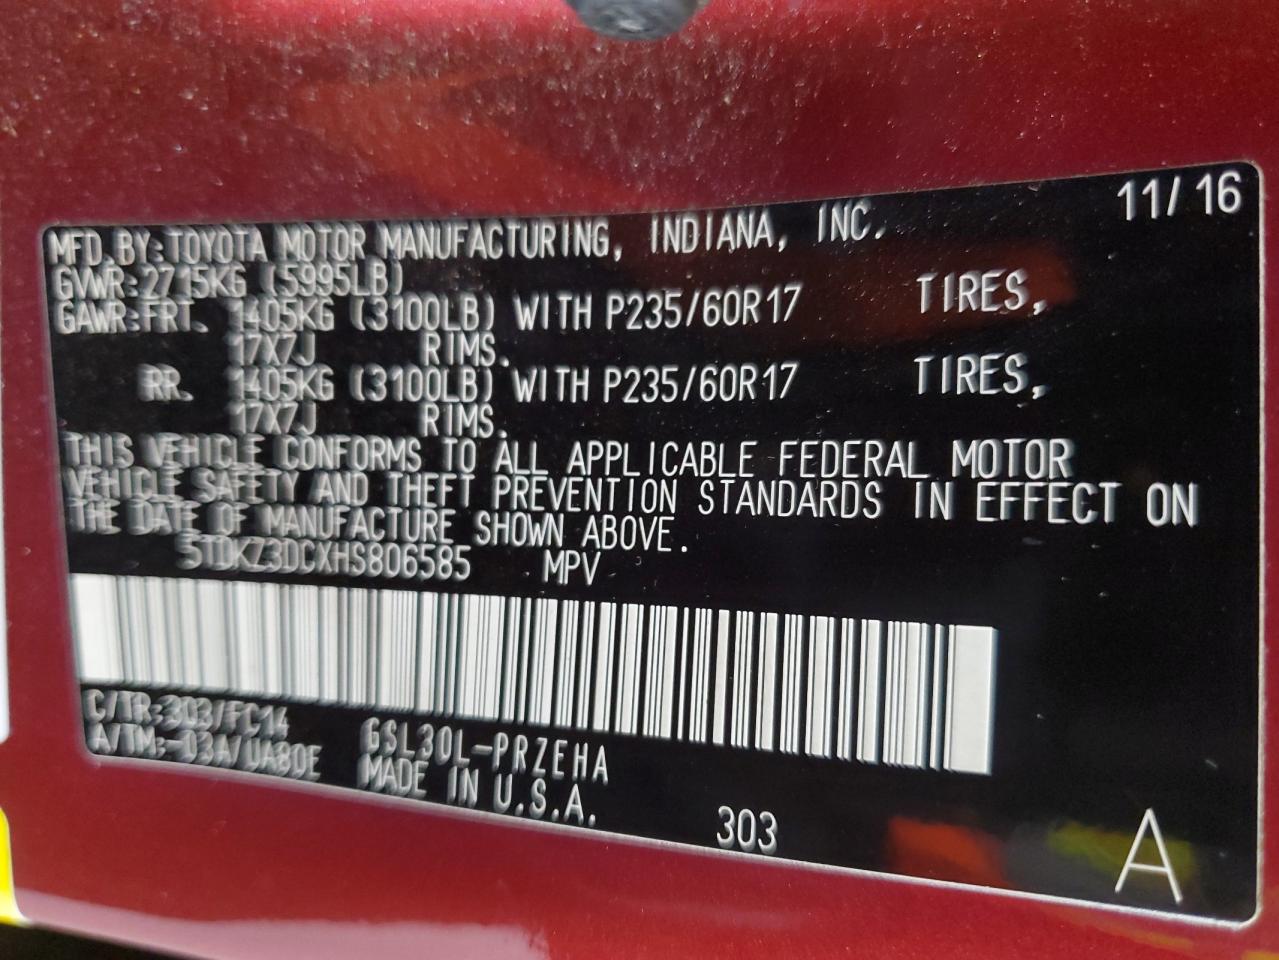 11/16
MFD.BY:TOYOTA MOTOR MANUFACTURING, INDIANA, INC.
GVWR:2715KG (5995LB)
GAWR:FRT. 1405KG (3100LB) WITH P235/60R17 TIRES,
17X7J RIMS.
RR. 1405KG (3100LB) WITH P235/60R17 TIRES,
17X7J RIMS.
THIS VEHICLE CONFORMS TO ALL APPLICABLE FEDERAL MOTOR
VEHICLE SAFETY AND THEFT PREVENTION STANDARDS IN EFFECT ON
THE DATE OF MANUFACTURE SHOWN ABOVE.
5TDKZ3DCXHS806585 MPV
C/TR:303/FC14 GSL30L-PRZEHA
A/TM:-03A/UA80E MADE IN U.S.A.
303
A